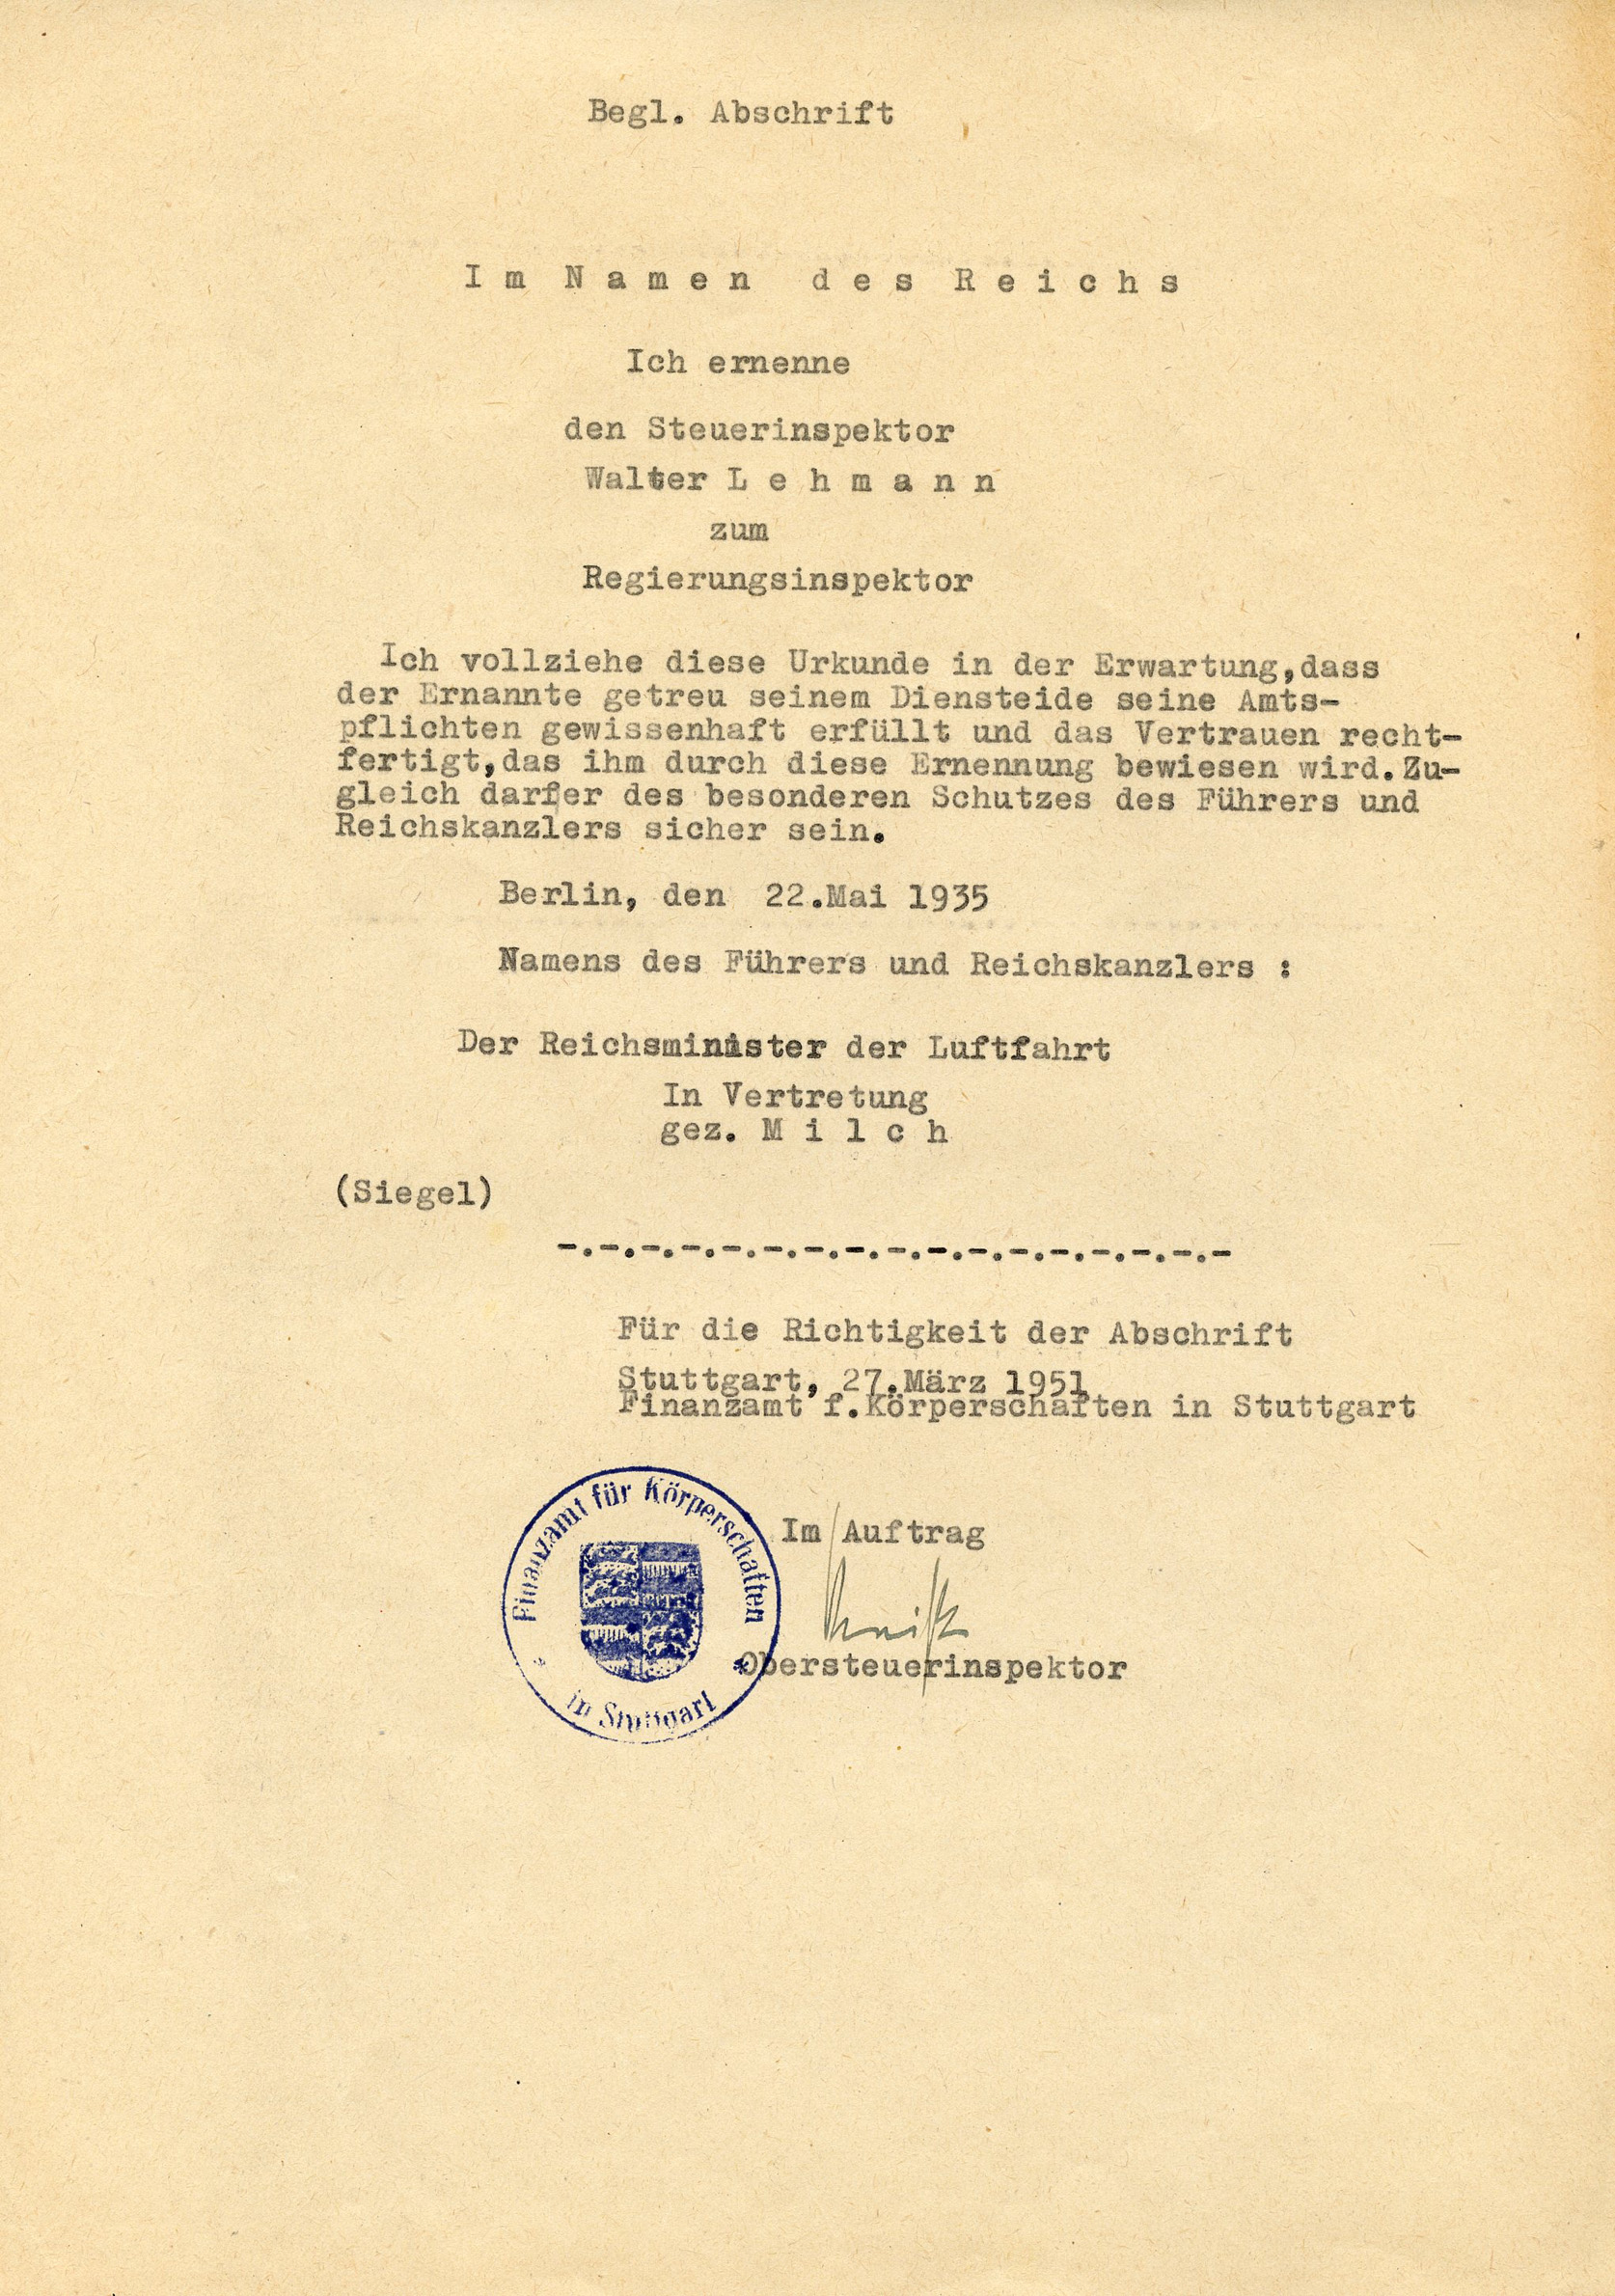 Begl. Abschrift
Im Namen des Reichs
Ich ernenne
den Steuerinspektor
Walter Lehmann
zum
Regierungsinspektor
Ich vollziehe diese Urkunde in der Erwartung,dass
der Ernannte getreu seinem Diensteide seine Amts-
pflichten gewissenhaft erfüllt und das Vertrauen recht-
fertigt,das ihm durch diese Ernennung bewiesen wird.Zu-
gleich darf er des besonderen Schutzes des Führers und
Reichskanzlers sicher sein.
Berlin, den 22.Mai 1935
Namens des Führers und Reichskanzlers :
Der Reichsminister der Luftfahrt
In Vertretung
gez. Milch
(Siegel)
-.-.-.-.-.-.-.-.-.-.-.-.-.-.-.-.-
Für die Richtigkeit der Abschrift
Stuttgart, 27.März 1951
Finanzamt f.Körperschaften in Stuttgart
Finanzamt für Körperschaften
* in Stuttgart *
Im Auftrag
Obersteuerinspektor